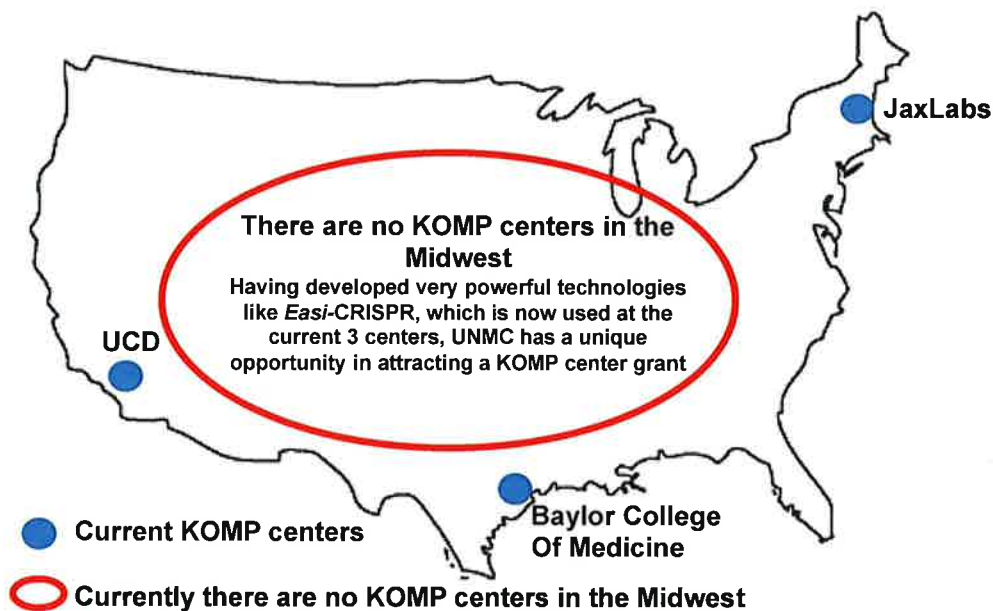 JaxLabs
There are no KOMP centers in the
Midwest
Having developed very powerful technologies
like Easi-CRISPR, which is now used at the
current 3 centers, UNMC has a unique
opportunity in attracting a KOMP center grant
UCD
Baylor College
Of Medicine
Current KOMP centers
Currently there are no KOMP centers in the Midwest